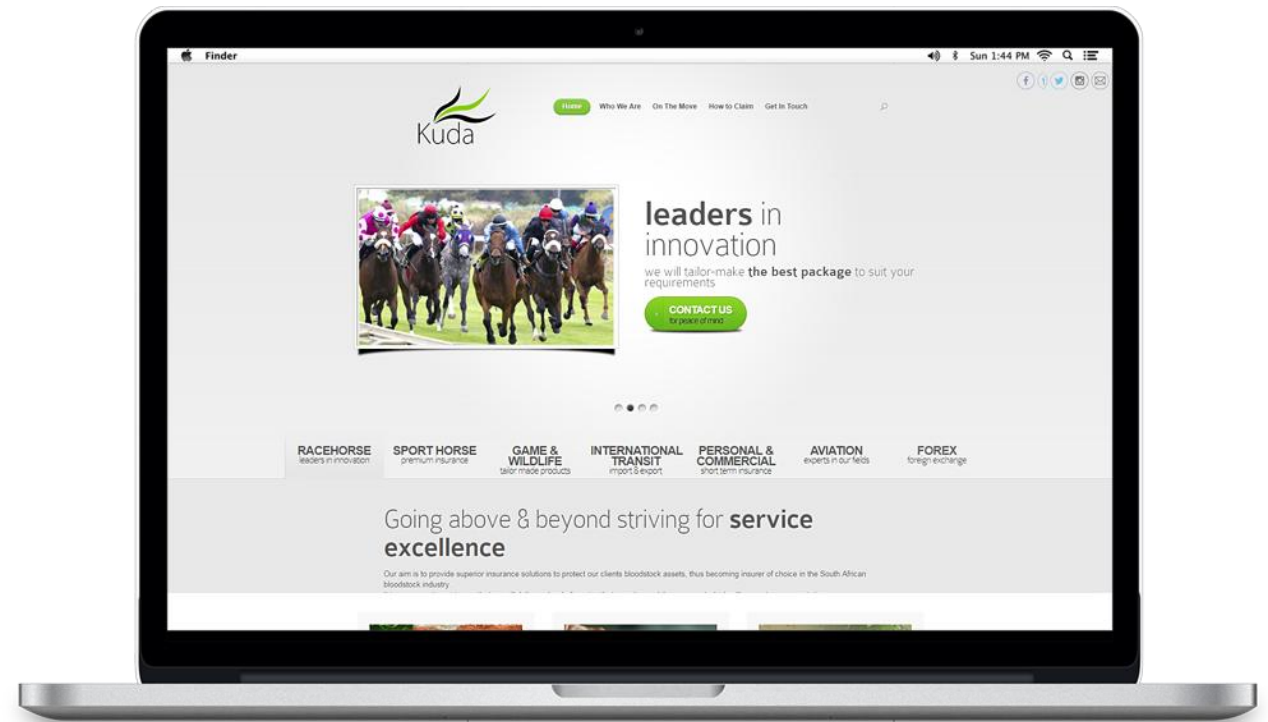 Finder
Sun 1:44 PM
Kuda
Home Who We Are On The Move How to Claim Get In Touch
leaders in
innovation
we will tailor-make the best package to suit your
requirements
CONTACT US
for peace of mind
RACEHORSE
leaders in innovation
SPORT HORSE
premium insurance
GAME &
WILDLIFE
tailor made products
INTERNATIONAL
TRANSIT
import & export
PERSONAL &
COMMERCIAL
short term insurance
AVIATION
experts in our fields
FOREX
foreign exchange
Going above & beyond striving for service
excellence
Our aim is to provide superior insurance solutions to protect our clients bloodstock assets, thus becoming insurer of choice in the South African
bloodstock industry